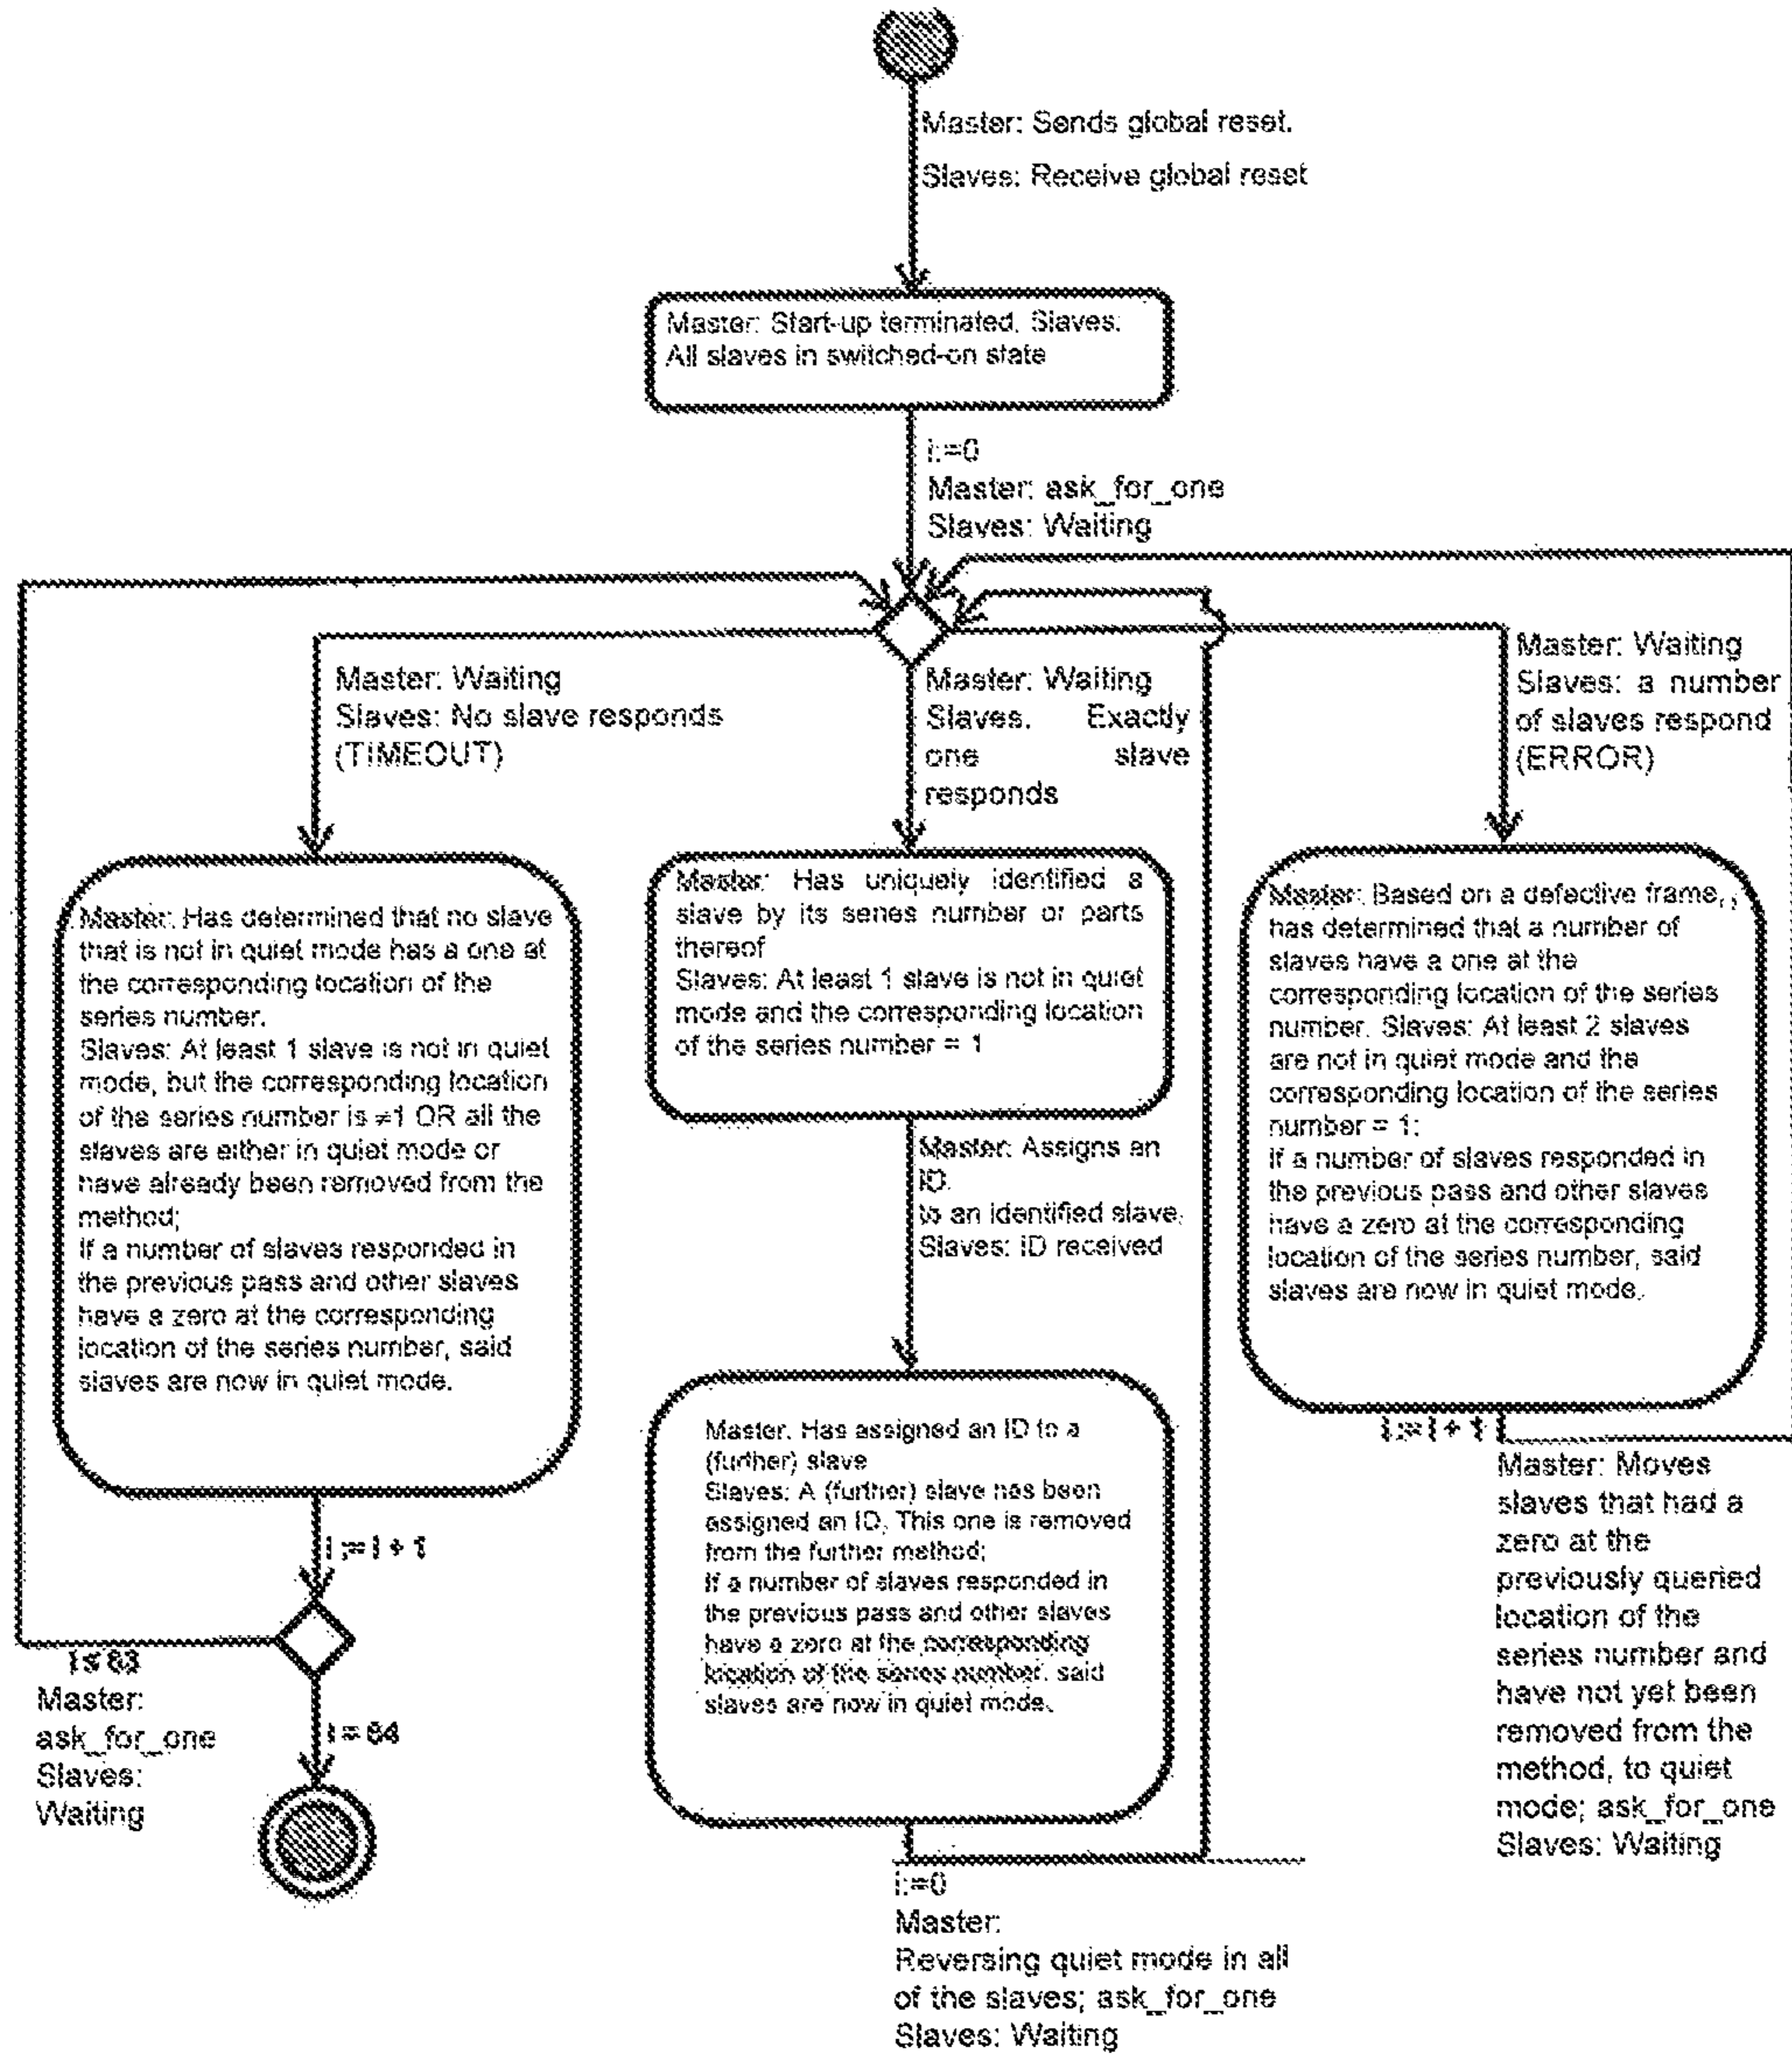 Master: Sends global reset.
Slaves: Receive global reset
Master: Start-up terminated. Slaves:
All slaves in switched-on state
i:=0
Master: ask_for_one
Slaves: Waiting
Master: Waiting
Slaves: No slave responds
(TIMEOUT)
Master: Waiting
Slaves. Exactly
one slave
responds
Master: Waiting
Slaves: a number
of slaves respond
(ERROR)
Master: Has determined that no slave
that is not in quiet mode has a one at
the corresponding location of the
series number.
Slaves: At least 1 slave is not in quiet
mode, but the corresponding location
of the series number is ≠1 OR all the
slaves are either in quiet mode or
have already been removed from the
method;
If a number of slaves responded in
the previous pass and other slaves
have a zero at the corresponding
location of the series number, said
slaves are now in quiet mode.
Master: Has uniquely identified a
slave by its series number or parts
thereof
Slaves: At least 1 slave is not in quiet
mode and the corresponding location
of the series number = 1
Master: Based on a defective frame,
has determined that a number of
slaves have a one at the
corresponding location of the series
number. Slaves: At least 2 slaves
are not in quiet mode and the
corresponding location of the series
number = 1;
If a number of slaves responded in
the previous pass and other slaves
have a zero at the corresponding
location of the series number, said
slaves are now in quiet mode.
Master: Assigns an
ID.
to an identified slave.
Slaves: ID received
Master. Has assigned an ID to a
(further) slave
Slaves: A (further) slave has been
assigned an ID. This one is removed
from the further method;
If a number of slaves responded in
the previous pass and other slaves
have a zero at the corresponding
location of the series number, said
slaves are now in quiet mode.
i := i + 1
i ≤ 63
Master:
ask_for_one
Slaves:
Waiting
i = 64
i := i + 1
Master: Moves
slaves that had a
zero at the
previously queried
location of the
series number and
have not yet been
removed from the
method, to quiet
mode; ask_for_one
Slaves: Waiting
i:=0
Master:
Reversing quiet mode in all
of the slaves; ask_for_one
Slaves: Waiting